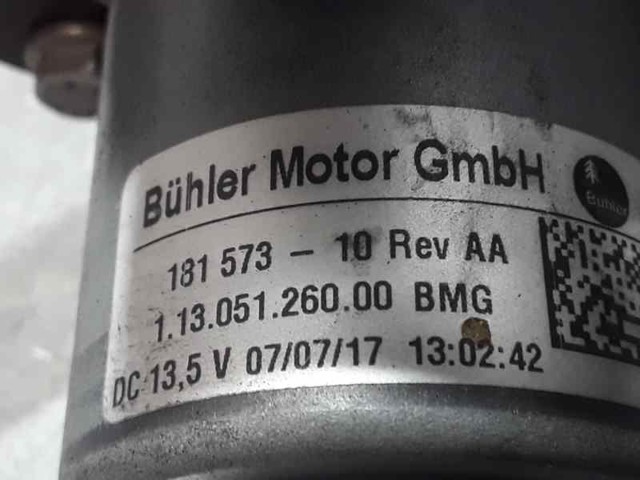 Bühler Motor GmbH
Bühler
181 573 - 10 Rev AA
1.13.051.260.00 BMG
DC 13,5 V 07/07/17 13:02:42